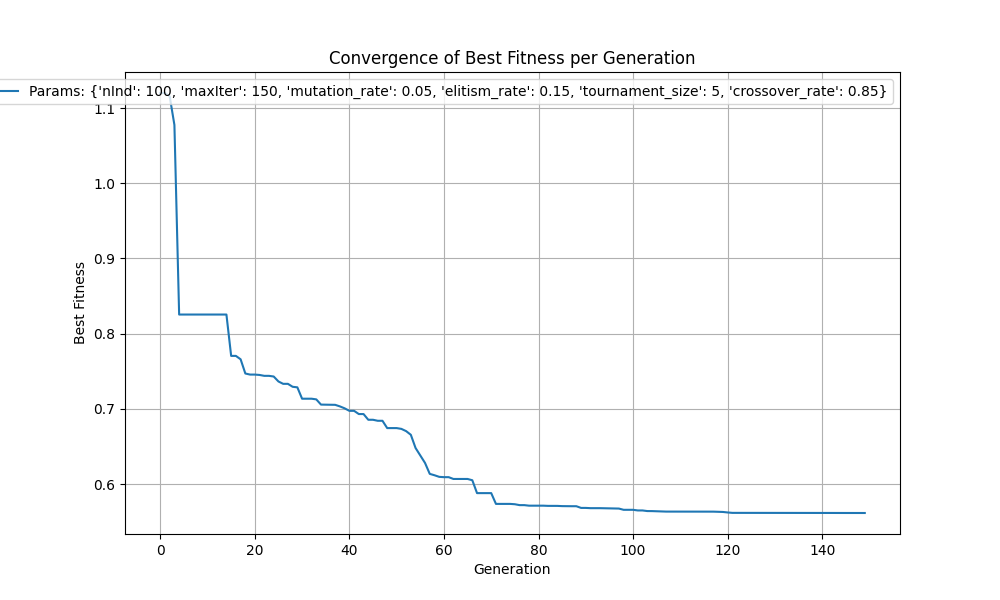 Convergence of Best Fitness per Generation
Params: {'nInd': 100, 'maxIter': 150, 'mutation_rate': 0.05, 'elitism_rate': 0.15, 'tournament_size': 5, 'crossover_rate': 0.85}
1.1
1.0
0.9
0.8
0.7
0.6
Best Fitness
0 20 40 60 80 100 120 140
Generation